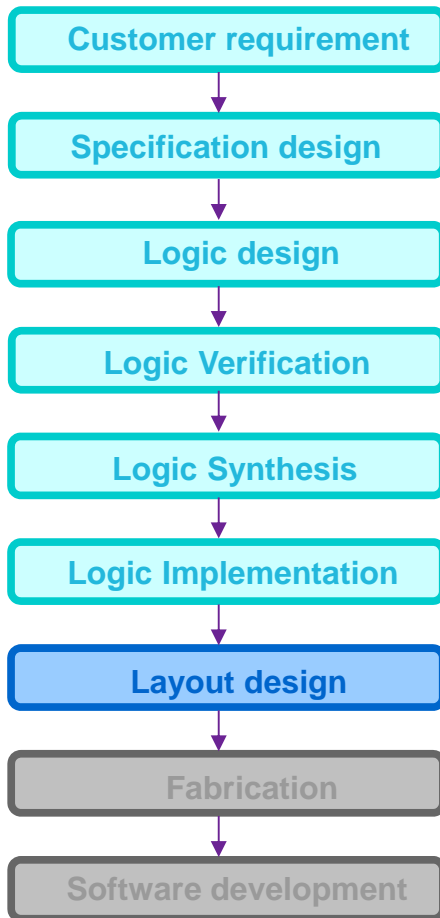 Customer requirement
Specification design
Logic design
Logic Verification
Logic Synthesis
Logic Implementation
Layout design
Fabrication
Software development